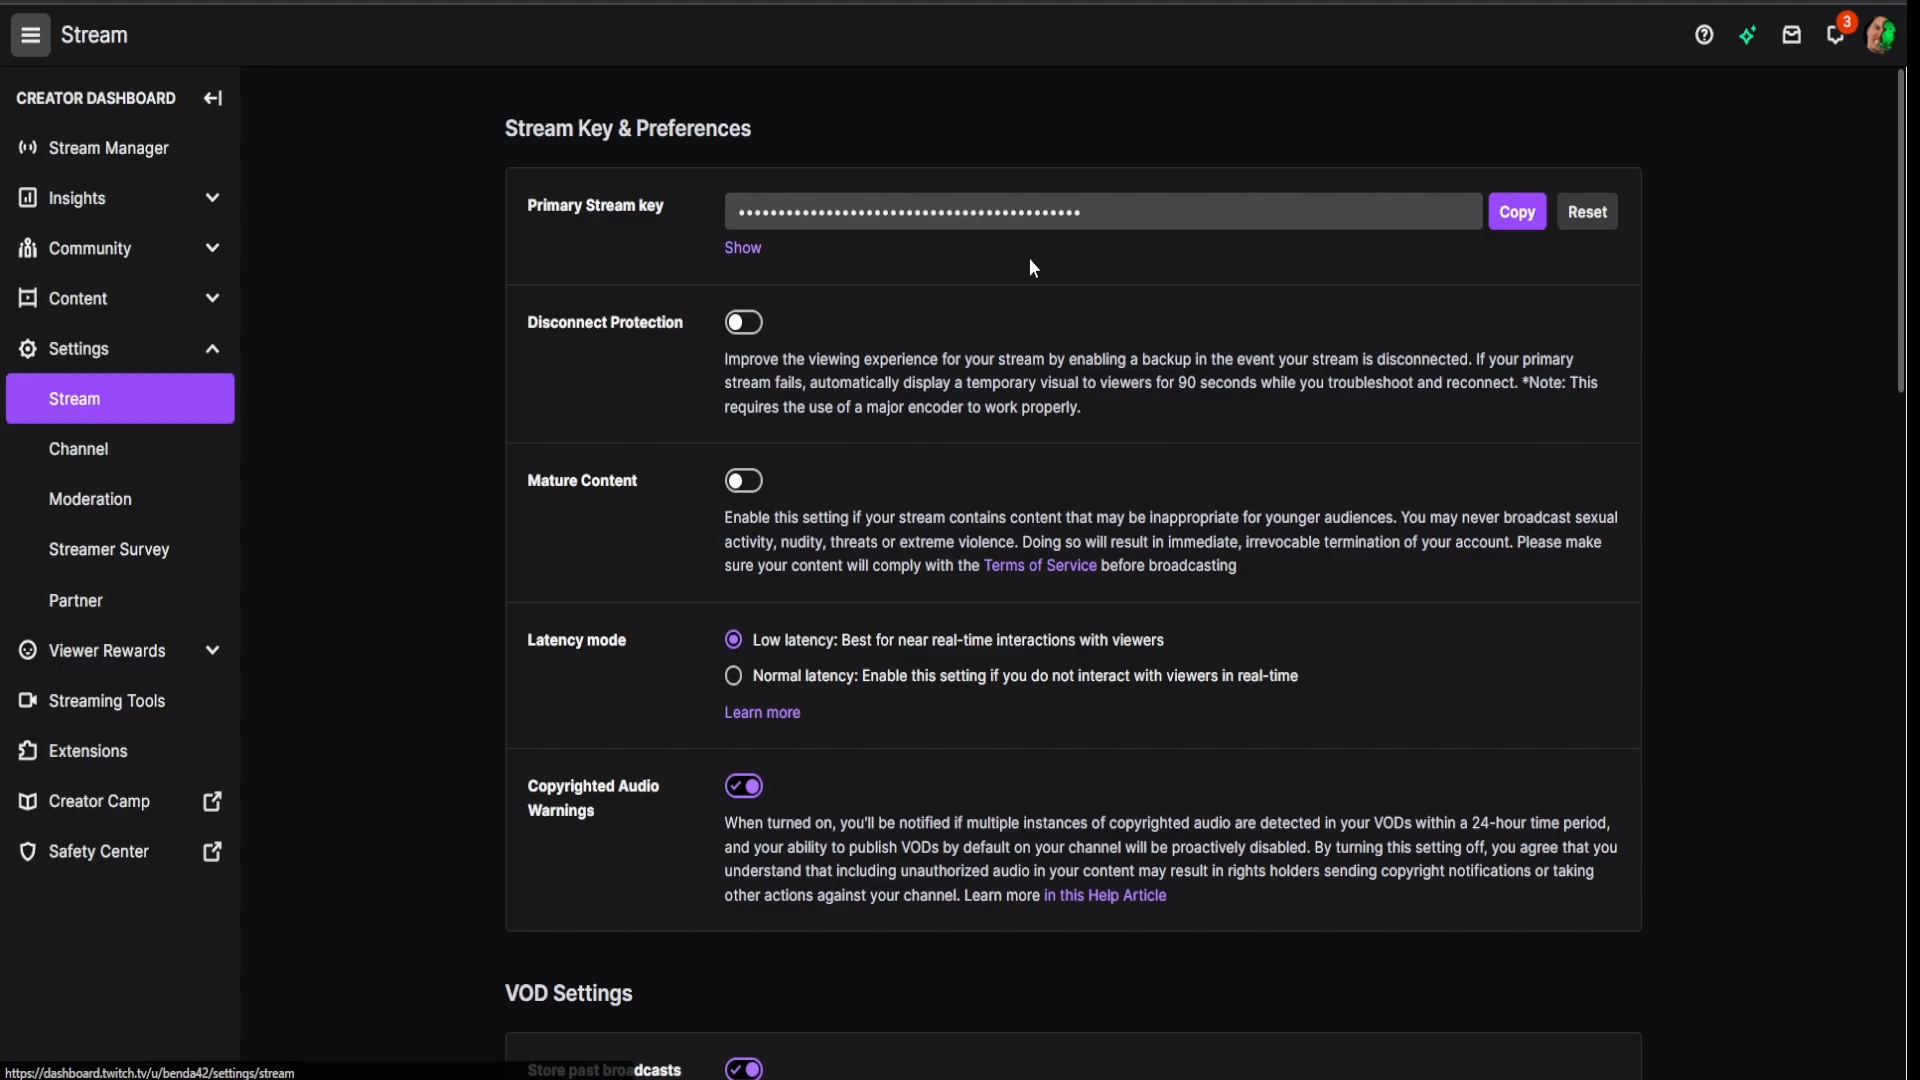 Stream
3
CREATOR DASHBOARD
Stream Manager
Insights
Community
Content
Settings
Stream
Channel
Moderation
Streamer Survey
Partner
Viewer Rewards
Streaming Tools
Extensions
Creator Camp
Safety Center
Stream Key & Preferences
Primary Stream key
••••••••••••••••••••••••••••••••••••••••••••
Copy
Reset
Show
Disconnect Protection
Improve the viewing experience for your stream by enabling a backup in the event your stream is disconnected. If your primary
stream fails, automatically display a temporary visual to viewers for 90 seconds while you troubleshoot and reconnect. *Note: This
requires the use of a major encoder to work properly.
Mature Content
Enable this setting if your stream contains content that may be inappropriate for younger audiences. You may never broadcast sexual
activity, nudity, threats or extreme violence. Doing so will result in immediate, irrevocable termination of your account. Please make
sure your content will comply with the Terms of Service before broadcasting
Latency mode
Low latency: Best for near real-time interactions with viewers
Normal latency: Enable this setting if you do not interact with viewers in real-time
Learn more
Copyrighted Audio
Warnings
When turned on, you'll be notified if multiple instances of copyrighted audio are detected in your VODs within a 24-hour time period,
and your ability to publish VODs by default on your channel will be proactively disabled. By turning this setting off, you agree that you
understand that including unauthorized audio in your content may result in rights holders sending copyright notifications or taking
other actions against your channel. Learn more in this Help Article
VOD Settings
Store past broadcasts
https://dashboard.twitch.tv/u/benda42/settings/stream